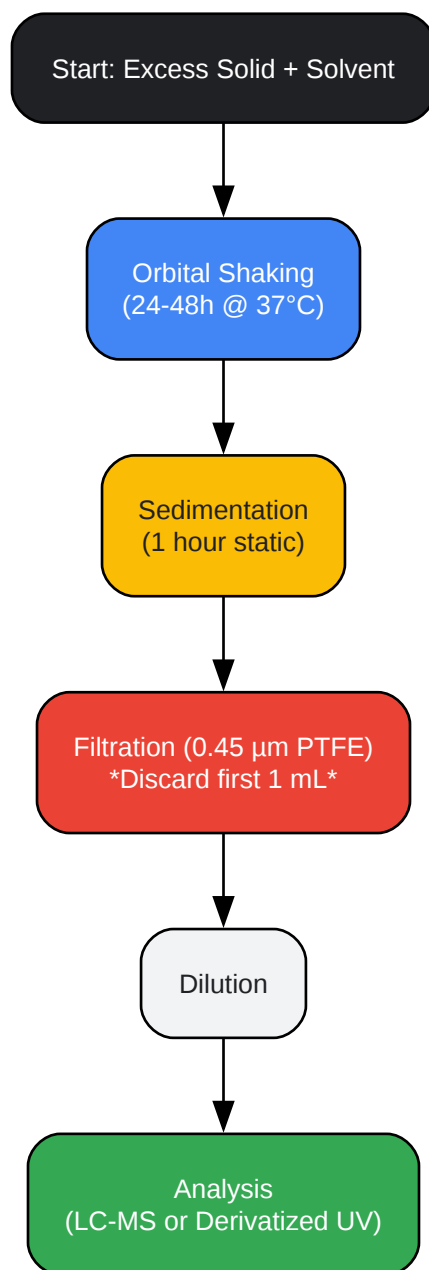 Start: Excess Solid + Solvent
Orbital Shaking
(24-48h @ 37°C)
Sedimentation
(1 hour static)
Filtration (0.45 µm PTFE)
*Discard first 1 mL*
Dilution
Analysis
(LC-MS or Derivatized UV)